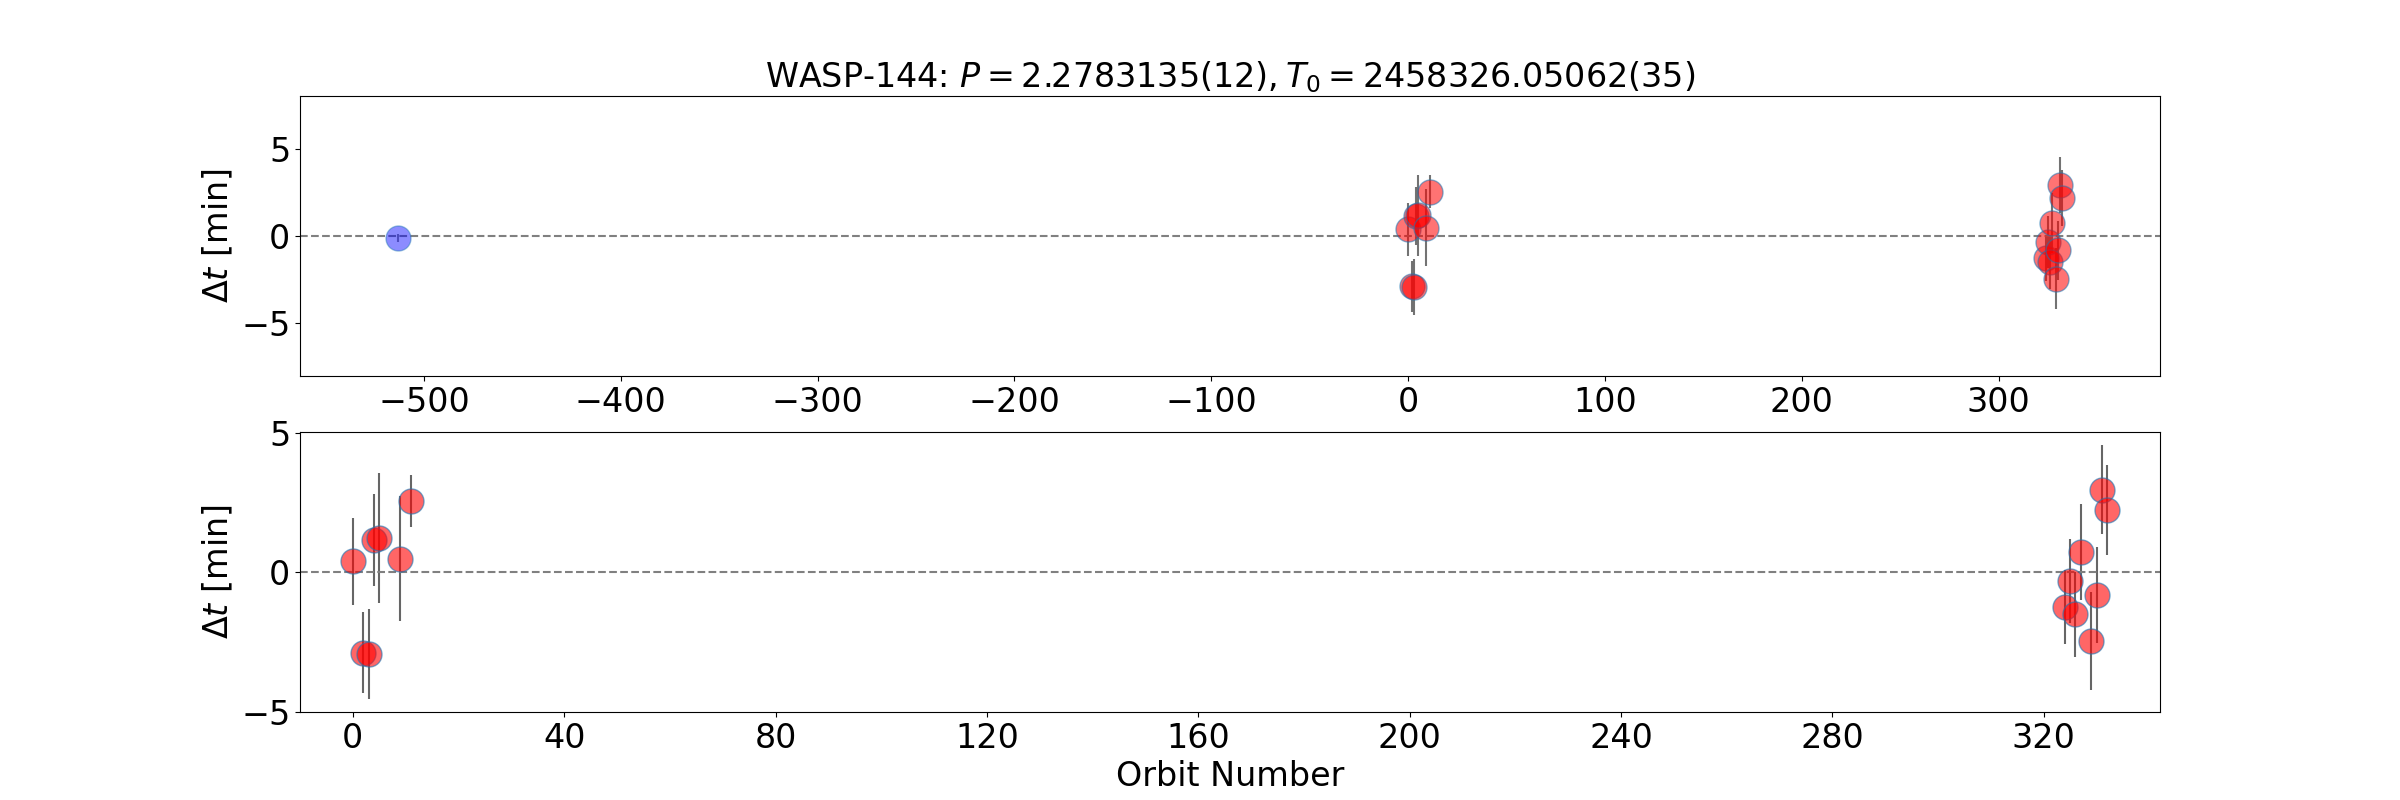 WASP-144: P = 2.2783135(12), T₀ = 2458326.05062(35)
Δt [min]
5
0
−5
−500 −400 −300 −200 −100 0 100 200 300
Δt [min]
5
0
−5
0 40 80 120 160 200 240 280 320
Orbit Number